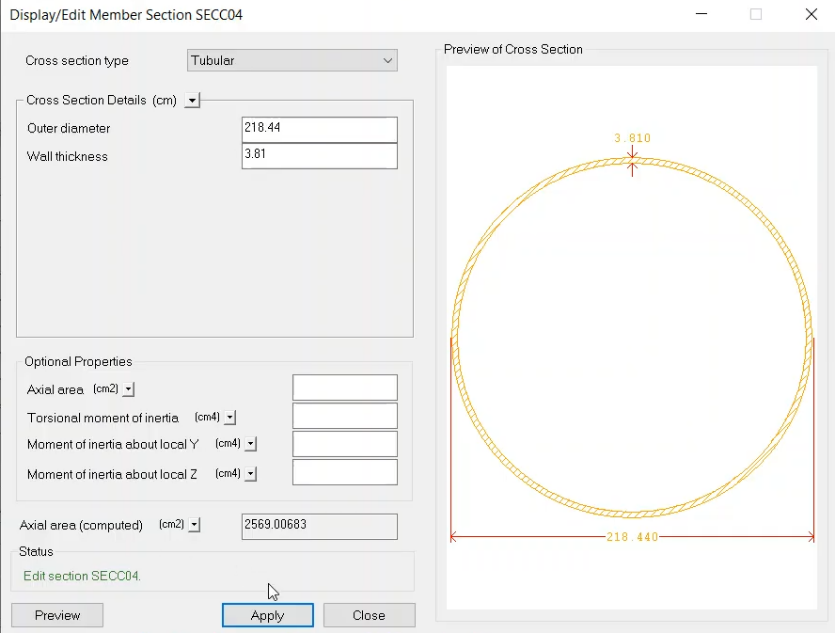 Display/Edit Member Section SECC04
Cross section type
Tubular
Cross Section Details (cm)
Outer diameter
218.44
Wall thickness
3.81
Optional Properties
Axial area (cm2)
Torsional moment of inertia (cm4)
Moment of inertia about local Y (cm4)
Moment of inertia about local Z (cm4)
Axial area (computed) (cm2)
2569.00683
Status
Edit section SECC04.
Preview
Apply
Close
Preview of Cross Section
3.810
218.440